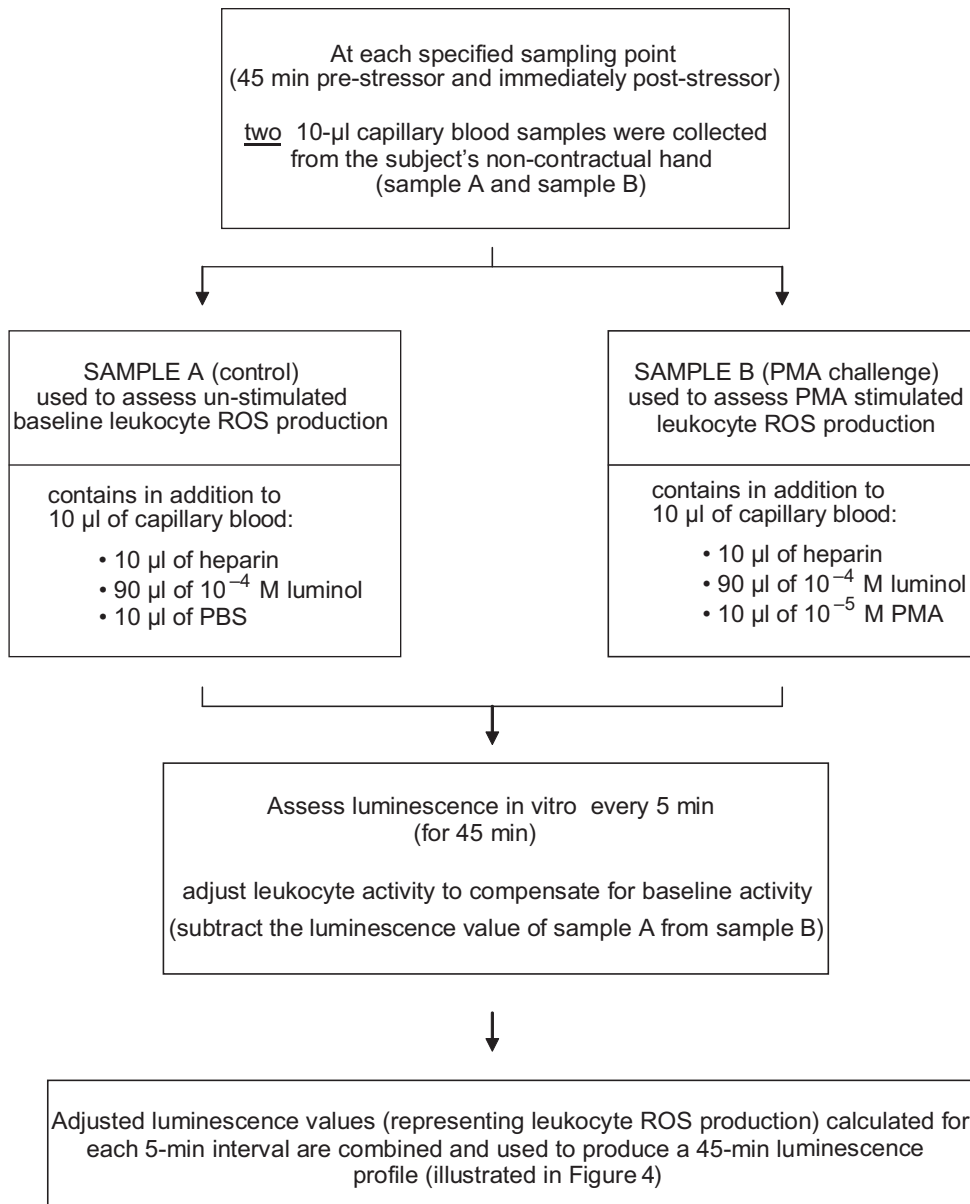 At each specified sampling point
(45 min pre-stressor and immediately post-stressor)
two 10-µl capillary blood samples were collected
from the subject's non-contractual hand
(sample A and sample B)
SAMPLE A (control)
used to assess un-stimulated
baseline leukocyte ROS production
contains in addition to
10 µl of capillary blood:
• 10 µl of heparin
• 90 µl of 10⁻⁴ M luminol
• 10 µl of PBS
SAMPLE B (PMA challenge)
used to assess PMA stimulated
leukocyte ROS production
contains in addition to
10 µl of capillary blood:
• 10 µl of heparin
• 90 µl of 10⁻⁴ M luminol
• 10 µl of 10⁻⁵ M PMA
Assess luminescence in vitro every 5 min
(for 45 min)
adjust leukocyte activity to compensate for baseline activity
(subtract the luminescence value of sample A from sample B)
Adjusted luminescence values (representing leukocyte ROS production) calculated for
each 5-min interval are combined and used to produce a 45-min luminescence
profile (illustrated in Figure 4)